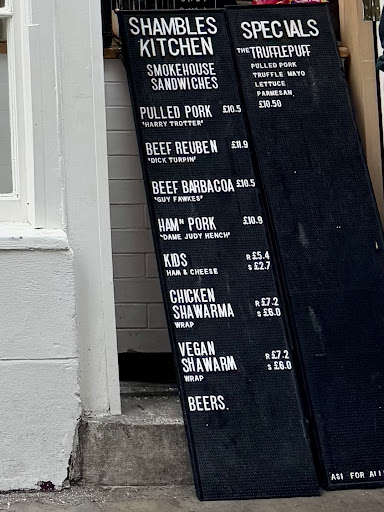 SHAMBLES
KITCHEN
SMOKEHOUSE
SANDWICHES
PULLED PORK £10.5
"HARRY TROTTER"
BEEF REUBEN £11.9
"DICK TURPIN"
BEEF BARBACOA £10.5
"GUY FAWKES"
HAMN PORK £10.9
"DAME JUDY HENCH"
KIDS R £5.4
HAM & CHEESE S £2.7
CHICKEN R £7.2
SHAWARMA S £6.0
WRAP
VEGAN R £7.2
SHAWARM S £6.0
WRAP
BEERS.
SPECIALS
THE TRUFFLEPUFF
PULLED PORK
TRUFFLE MAYO
LETTUCE
PARMESAN
£10.50
FOR